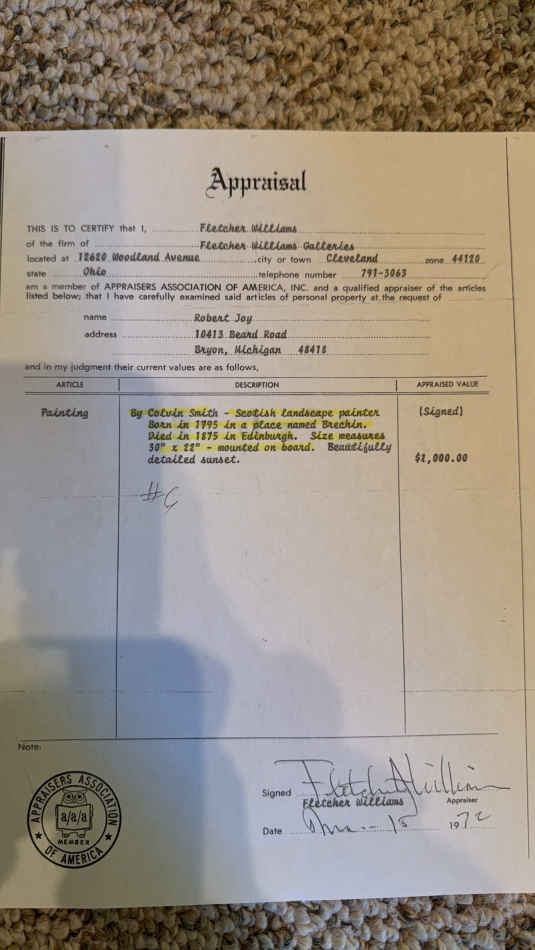 Appraisal
THIS IS TO CERTIFY that I, Fletcher Williams
of the firm of Fletcher Williams Galleries
located at 12620 Woodland Avenue city or town Cleveland zone 44120
state Ohio telephone number 791-3063
am a member of APPRAISERS ASSOCIATION OF AMERICA, INC. and a qualified appraiser of the articles
listed below; that I have carefully examined said articles of personal property at the request of
name Robert Joy
address 10413 Beard Road
Bryon, Michigan 48418
and in my judgment their current values are as follows,
ARTICLE DESCRIPTION APPRAISED VALUE
Painting By Colvin Smith - Scotish landscape painter (Signed)
Born in 1795 in a place named Brechin.
Died in 1875 in Edinburgh. Size measures
30" x 22" - mounted on board. Beautifully
detailed sunset. $2,000.00
Note:
APPRAISERS ASSOCIATION OF AMERICA
a/a/a
MEMBER
Signed Fletcher Williams
Fletcher Williams Appraiser
Date 15 1972